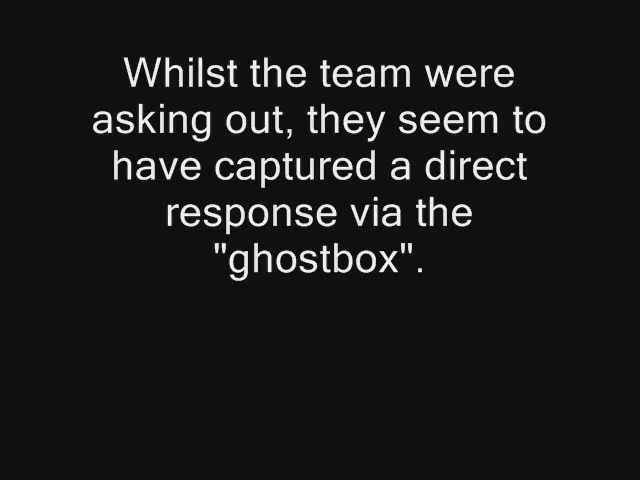 Whilst the team were
asking out, they seem to
have captured a direct
response via the
"ghostbox".